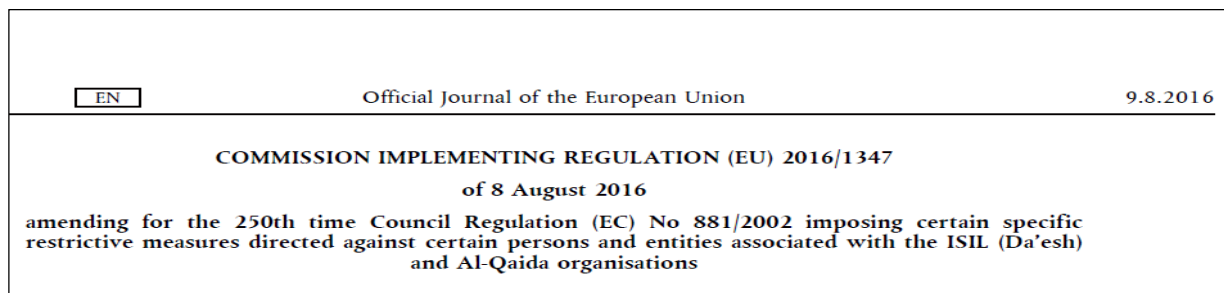 EN Official Journal of the European Union 9.8.2016
COMMISSION IMPLEMENTING REGULATION (EU) 2016/1347
of 8 August 2016
amending for the 250th time Council Regulation (EC) No 881/2002 imposing certain specific
restrictive measures directed against certain persons and entities associated with the ISIL (Da'esh)
and Al-Qaida organisations